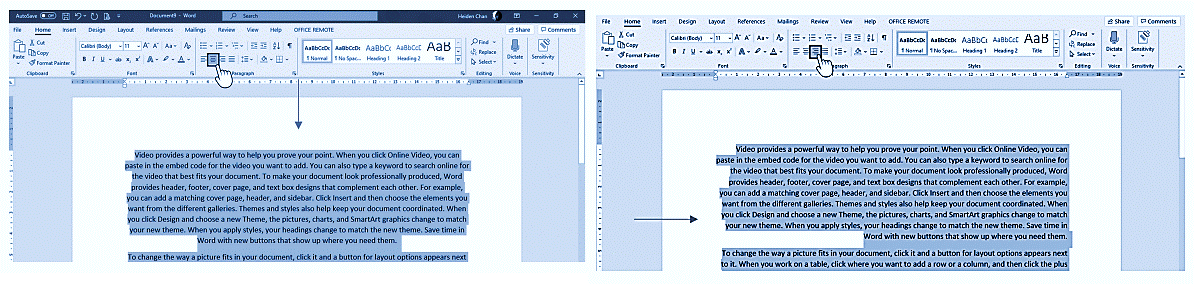 AutoSave Off Document9 - Word Search Heiden Chan
File Home Insert Design Layout References Mailings Review View Help OFFICE REMOTE Share Comments
Paste Cut Copy Format Painter
Calibri (Body) 11
AaBbCcDc AaBbCcDc AaBbCc AaBbCcD AaB
1 Normal 1 No Spac... Heading 1 Heading 2 Title
Find Replace Select
Dictate Sensitivity
Clipboard Font Paragraph Styles Editing Voice Sensitivity
Video provides a powerful way to help you prove your point. When you click Online Video, you can
paste in the embed code for the video you want to add. You can also type a keyword to search online for
the video that best fits your document. To make your document look professionally produced, Word
provides header, footer, cover page, and text box designs that complement each other. For example,
you can add a matching cover page, header, and sidebar. Click Insert and then choose the elements you
want from the different galleries. Themes and styles also help keep your document coordinated. When
you click Design and choose a new Theme, the pictures, charts, and SmartArt graphics change to match
your new theme. When you apply styles, your headings change to match the new theme. Save time in
Word with new buttons that show up where you need them.
To change the way a picture fits in your document, click it and a button for layout options appears next
File Home Insert Design Layout References Mailings Review View Help OFFICE REMOTE Share Comments
Paste Cut Copy Format Painter
Calibri (Body) 11
AaBbCcDc AaBbCcDc AaBbCc AaBbCcD AaB
1 Normal 1 No Spac... Heading 1 Heading 2 Title
Find Replace Select
Dictate Sensitivity
Clipboard Font Paragraph Styles Editing Voice Sensitivity
Video provides a powerful way to help you prove your point. When you click Online Video, you can
paste in the embed code for the video you want to add. You can also type a keyword to search online for
the video that best fits your document. To make your document look professionally produced, Word
provides header, footer, cover page, and text box designs that complement each other. For example,
you can add a matching cover page, header, and sidebar. Click Insert and then choose the elements you
want from the different galleries. Themes and styles also help keep your document coordinated. When
you click Design and choose a new Theme, the pictures, charts, and SmartArt graphics change to match
your new theme. When you apply styles, your headings change to match the new theme. Save time in
Word with new buttons that show up where you need them.
To change the way a picture fits in your document, click it and a button for layout options appears next
to it. When you work on a table, click where you want to add a row or a column, and then click the plus